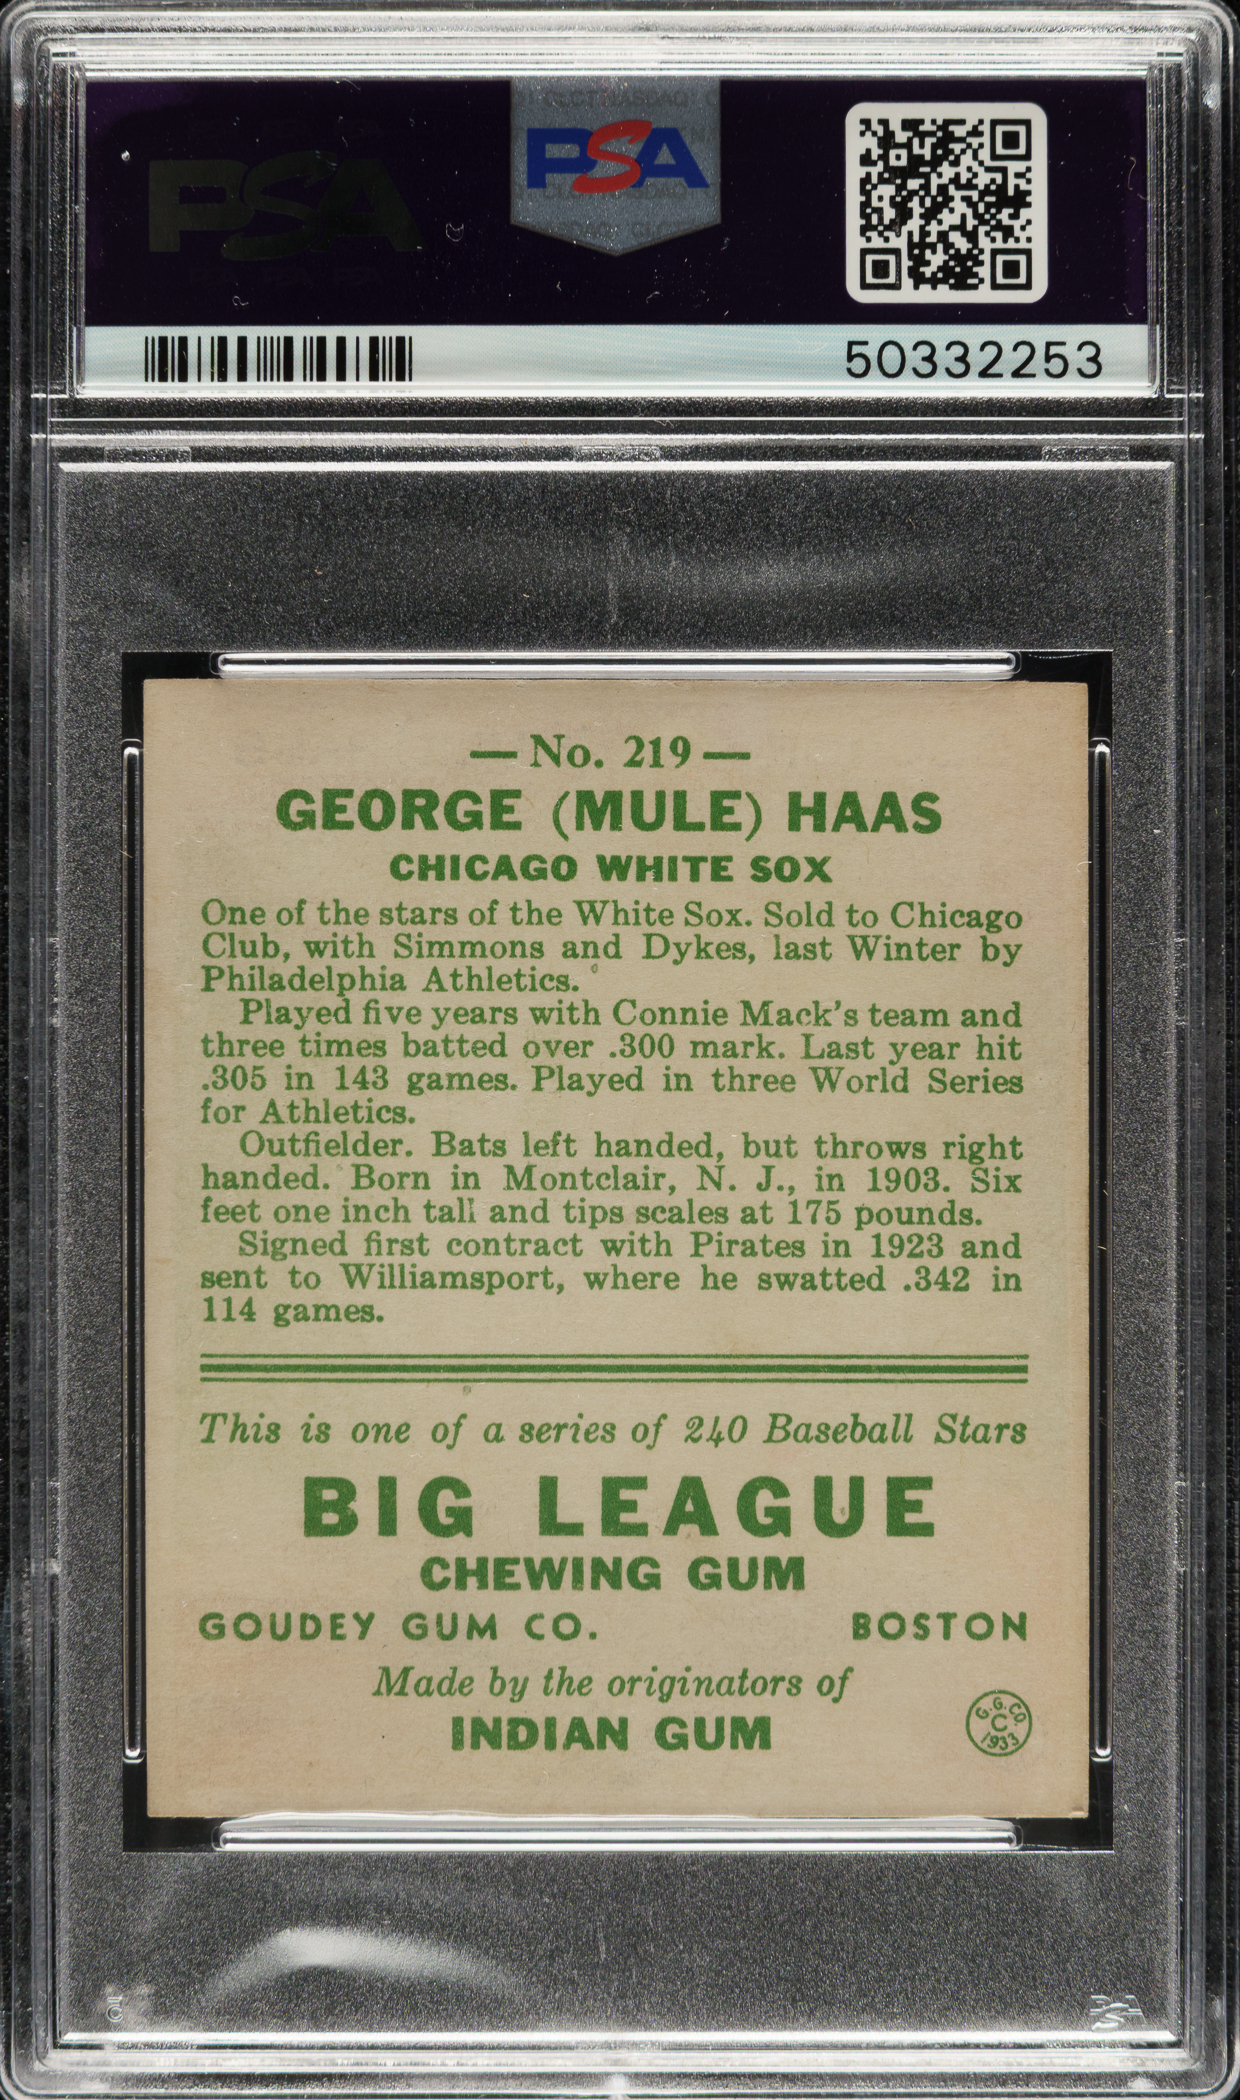 PSA
PSA
50332253
— No. 219 —
GEORGE (MULE) HAAS
CHICAGO WHITE SOX
One of the stars of the White Sox. Sold to Chicago
Club, with Simmons and Dykes, last Winter by
Philadelphia Athletics.
Played five years with Connie Mack's team and
three times batted over .300 mark. Last year hit
.305 in 143 games. Played in three World Series
for Athletics.
Outfielder. Bats left handed, but throws right
handed. Born in Montclair, N. J., in 1903. Six
feet one inch tall and tips scales at 175 pounds.
Signed first contract with Pirates in 1923 and
sent to Williamsport, where he swatted .342 in
114 games.
This is one of a series of 240 Baseball Stars
BIG LEAGUE
CHEWING GUM
GOUDEY GUM CO. BOSTON
Made by the originators of
INDIAN GUM
G. G. CO.
C
1933
PSA